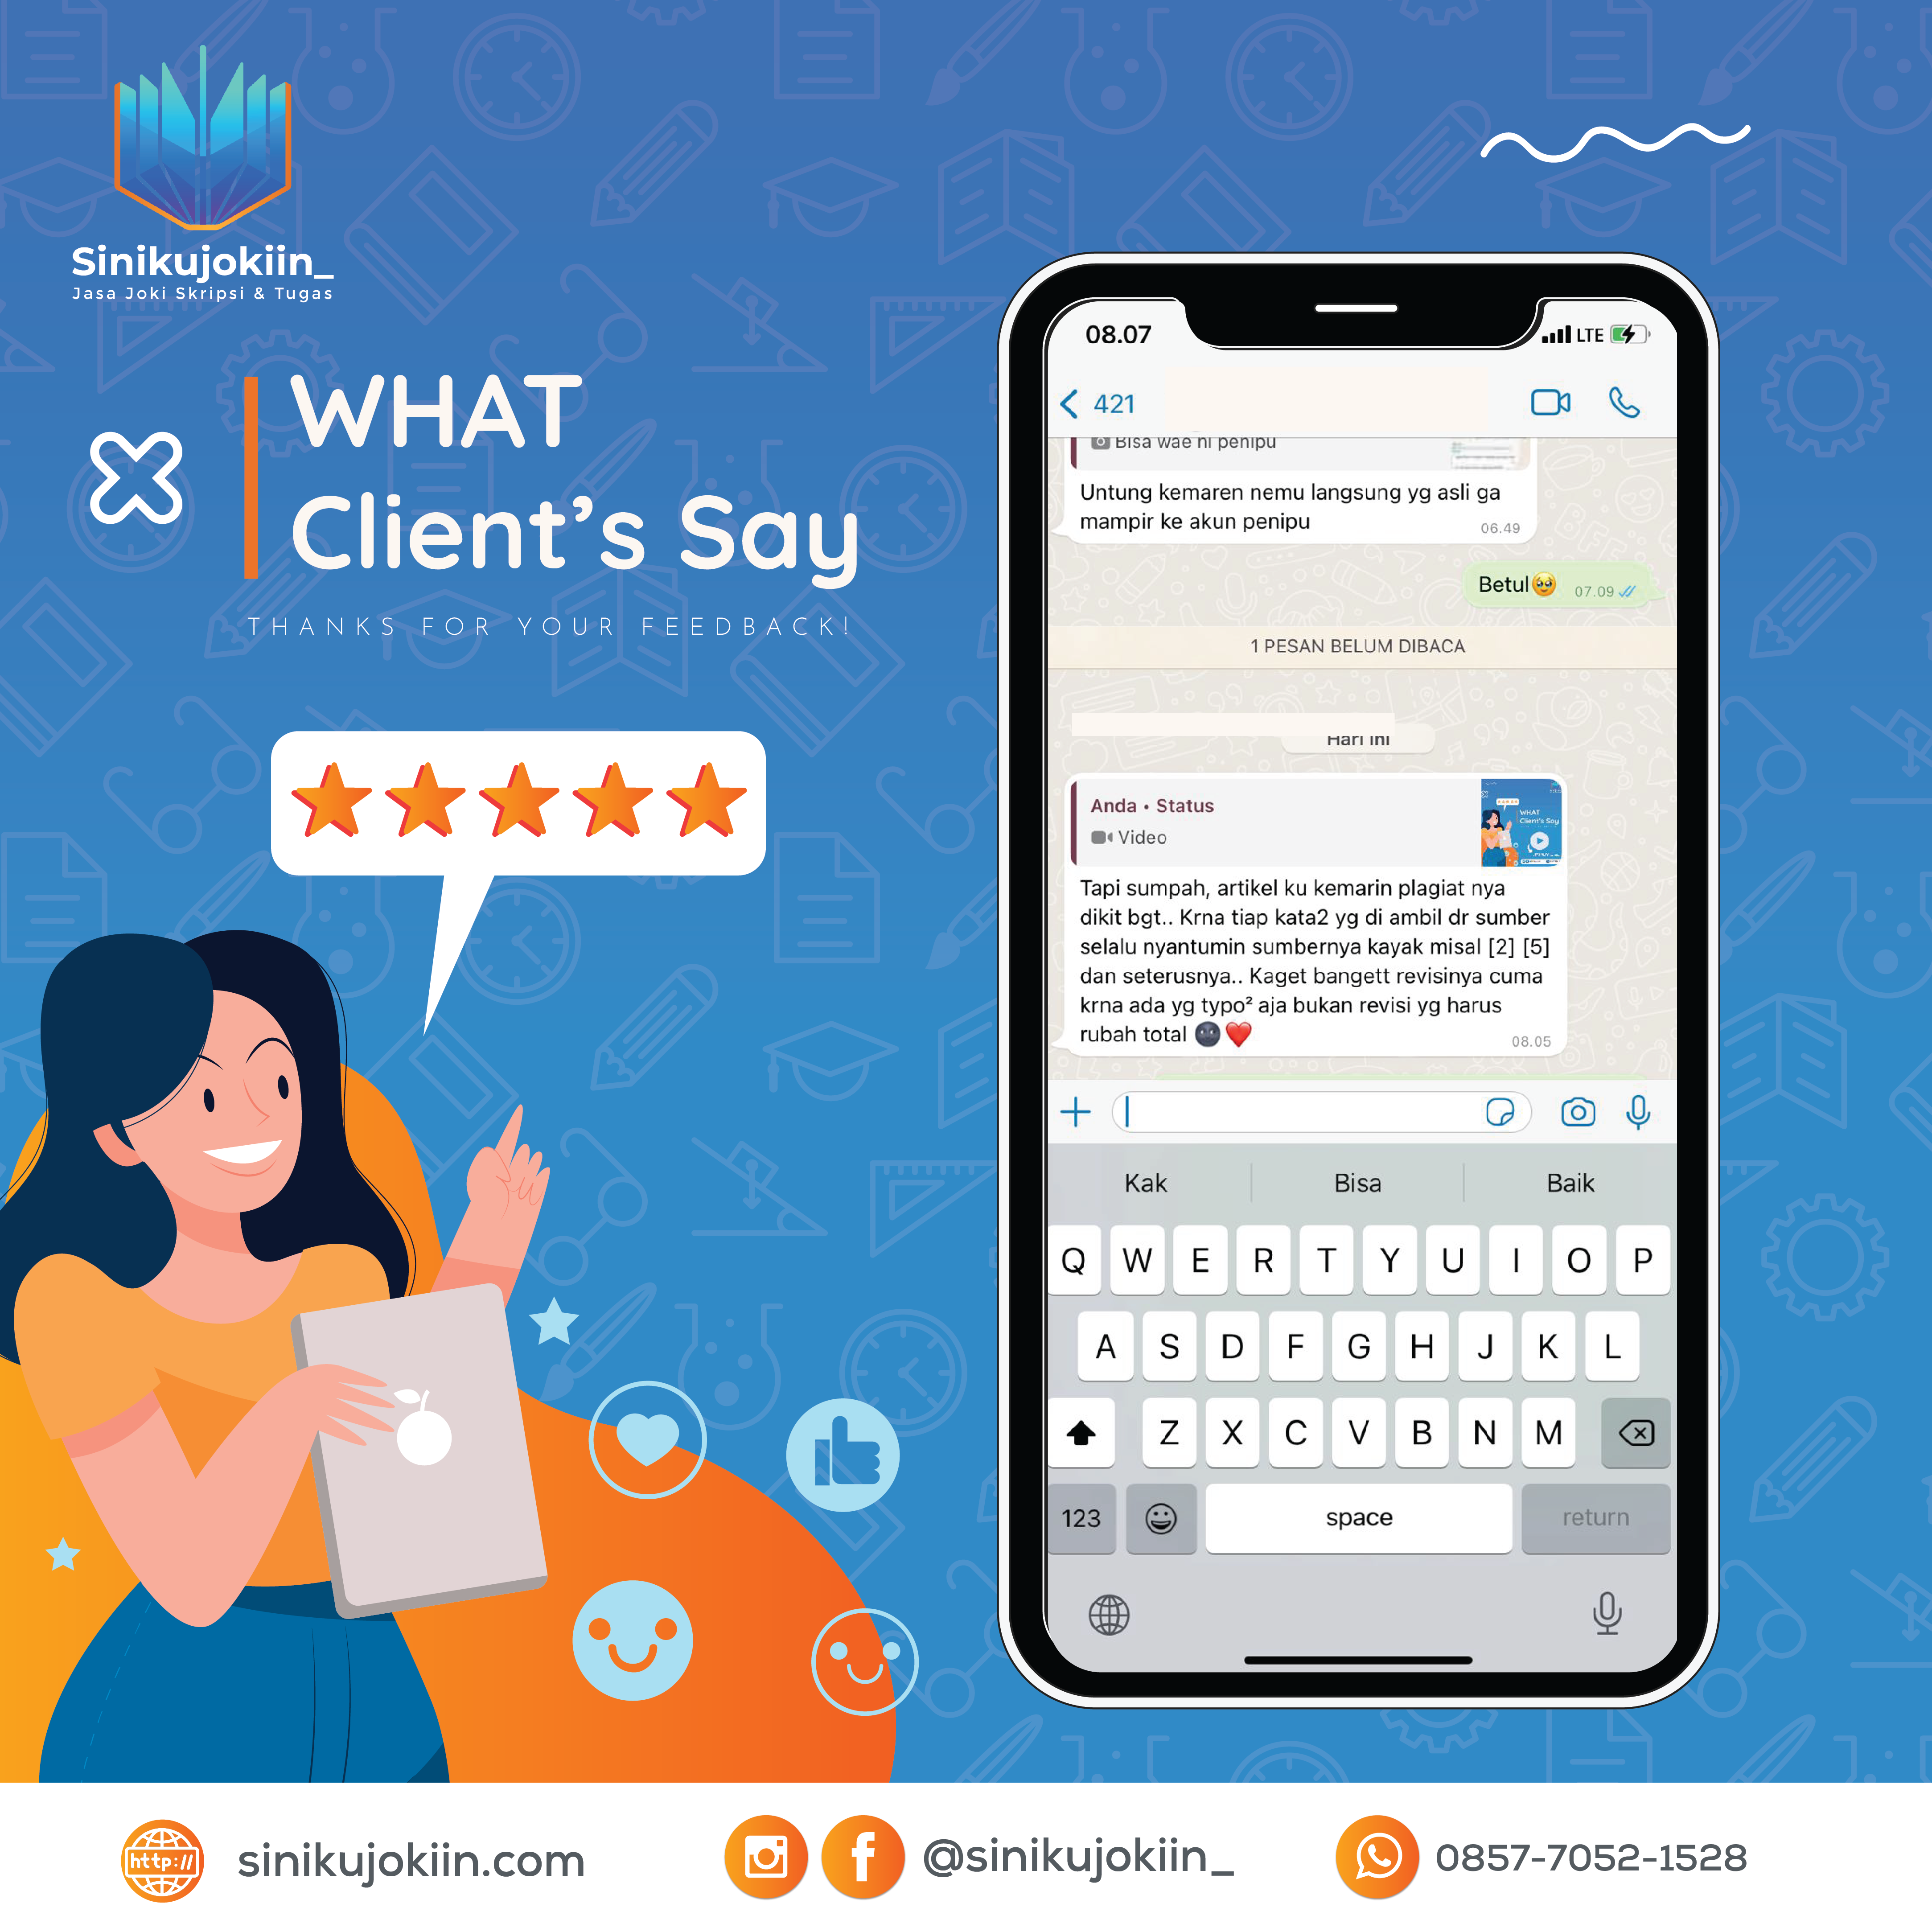 Sinikujokiin_
Jasa Joki Skripsi & Tugas
WHAT
Client's Say
THANKS FOR YOUR FEEDBACK!
08.07
LTE
421
Bisa wae ni penipu
Untung kemaren nemu langsung yg asli ga
mampir ke akun penipu
06.49
Betul🥹 07.09
1 PESAN BELUM DIBACA
Hari ini
Anda • Status
Video
WHAT
Client's Say
Tapi sumpah, artikel ku kemarin plagiat nya
dikit bgt.. Krna tiap kata2 yg di ambil dr sumber
selalu nyantumin sumbernya kayak misal [2] [5]
dan seterusnya.. Kaget bangett revisinya cuma
krna ada yg typo² aja bukan revisi yg harus
rubah total 🌚❤️
08.05
Kak Bisa Baik
Q W E R T Y U I O P
A S D F G H J K L
Z X C V B N M
123 space return
http://
sinikujokiin.com
@sinikujokiin_
0857-7052-1528